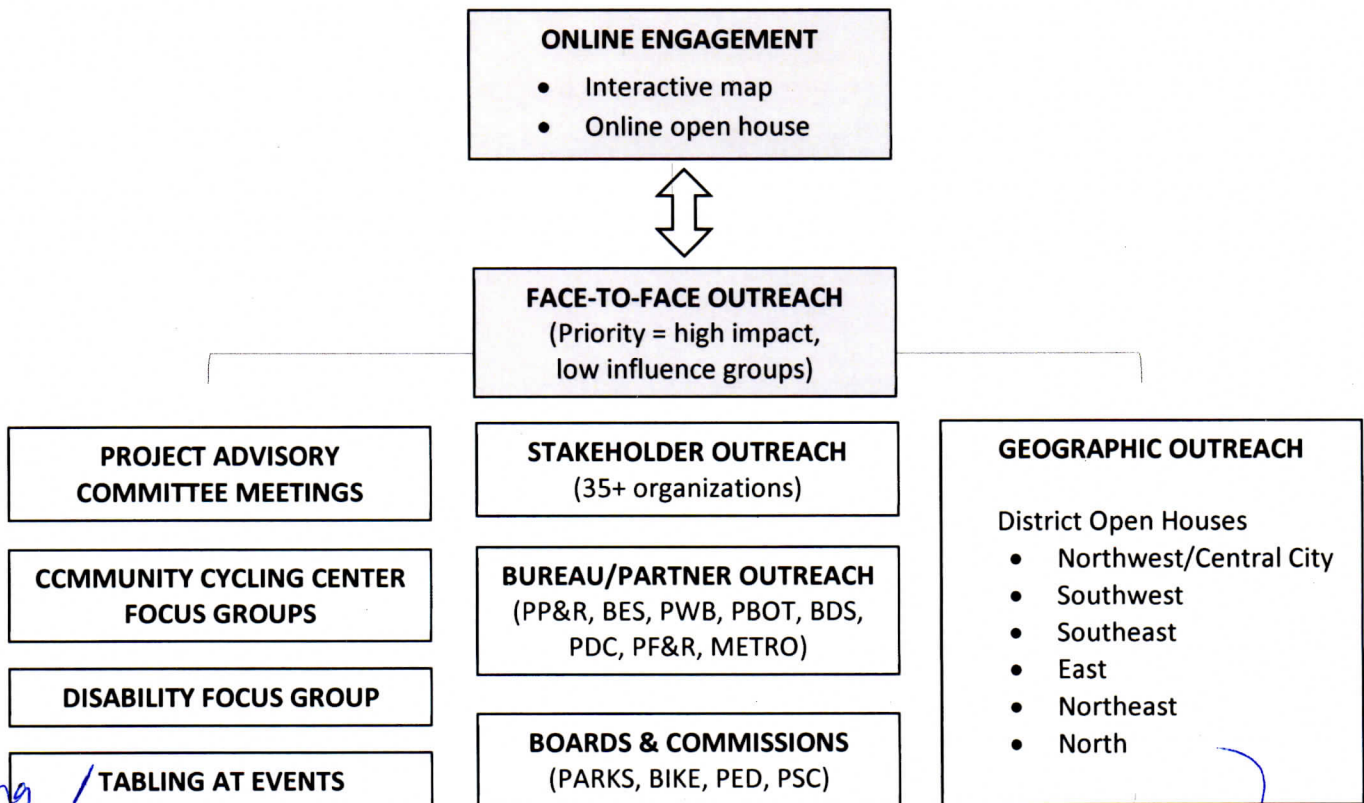 ONLINE ENGAGEMENT
• Interactive map
• Online open house
FACE-TO-FACE OUTREACH
(Priority = high impact,
low influence groups)
PROJECT ADVISORY
COMMITTEE MEETINGS
CCMMUNITY CYCLING CENTER
FOCUS GROUPS
DISABILITY FOCUS GROUP
TABLING AT EVENTS
STAKEHOLDER OUTREACH
(35+ organizations)
BUREAU/PARTNER OUTREACH
(PP&R, BES, PWB, PBOT, BDS,
PDC, PF&R, METRO)
BOARDS & COMMISSIONS
(PARKS, BIKE, PED, PSC)
GEOGRAPHIC OUTREACH
District Open Houses
• Northwest/Central City
• Southwest
• Southeast
• East
• Northeast
• North